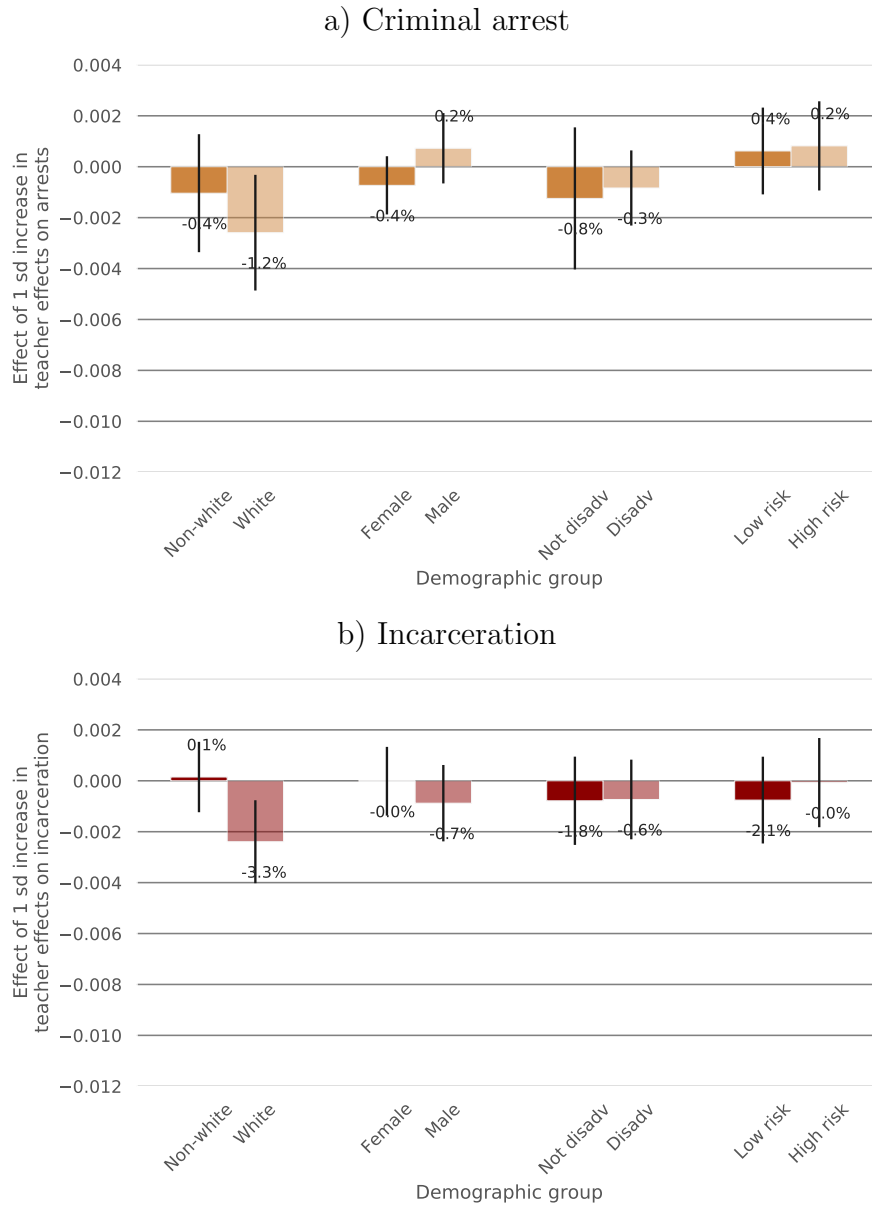 a) Criminal arrest
Effect of 1 sd increase in
teacher effects on arrests
0.004
0.002
0.000
−0.002
−0.004
−0.006
−0.008
−0.010
−0.012
-0.4%
-1.2%
-0.4%
0.2%
-0.8%
-0.3%
0.4%
0.2%
Non-white
White
Female
Male
Not disadv
Disadv
Low risk
High risk
Demographic group
b) Incarceration
Effect of 1 sd increase in
teacher effects on incarceration
0.004
0.002
0.000
−0.002
−0.004
−0.006
−0.008
−0.010
−0.012
0.1%
-3.3%
-0.0%
-0.7%
-1.8%
-0.6%
-2.1%
-0.0%
Non-white
White
Female
Male
Not disadv
Disadv
Low risk
High risk
Demographic group